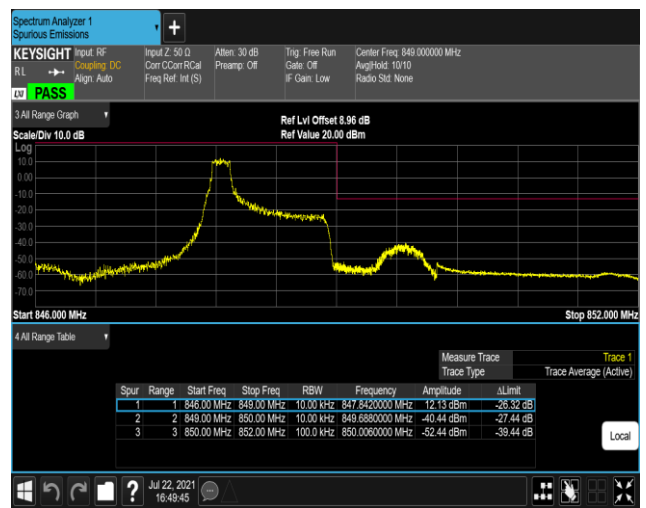 Spectrum Analyzer 1
Spurious Emissions
+
KEYSIGHT Input: RF Input Z: 50 Ω Atten: 30 dB Trig: Free Run Center Freq: 849.000000 MHz
RL Coupling: DC Corr CCorr RCal Preamp: Off Gate: Off Avg|Hold: 10/10
Align: Auto Freq Ref: Int (S) IF Gain: Low Radio Std: None
LXI PASS
3 All Range Graph
Ref Lvl Offset 8.96 dB
Scale/Div 10.0 dB Ref Value 20.00 dBm
Log
10.0
0.00
-10.0
-20.0
-30.0
-40.0
-50.0
-60.0
-70.0
Start 846.000 MHz Stop 852.000 MHz
4 All Range Table
Measure Trace Trace 1
Trace Type Trace Average (Active)
Spur Range Start Freq Stop Freq RBW Frequency Amplitude ΔLimit
1 1 846.00 MHz 849.00 MHz 10.00 kHz 847.8420000 MHz 12.13 dBm -26.32 dB
2 2 849.00 MHz 850.00 MHz 10.00 kHz 849.6880000 MHz -40.44 dBm -27.44 dB
3 3 850.00 MHz 852.00 MHz 100.0 kHz 850.0060000 MHz -52.44 dBm -39.44 dB
Local
? Jul 22, 2021
16:49:45